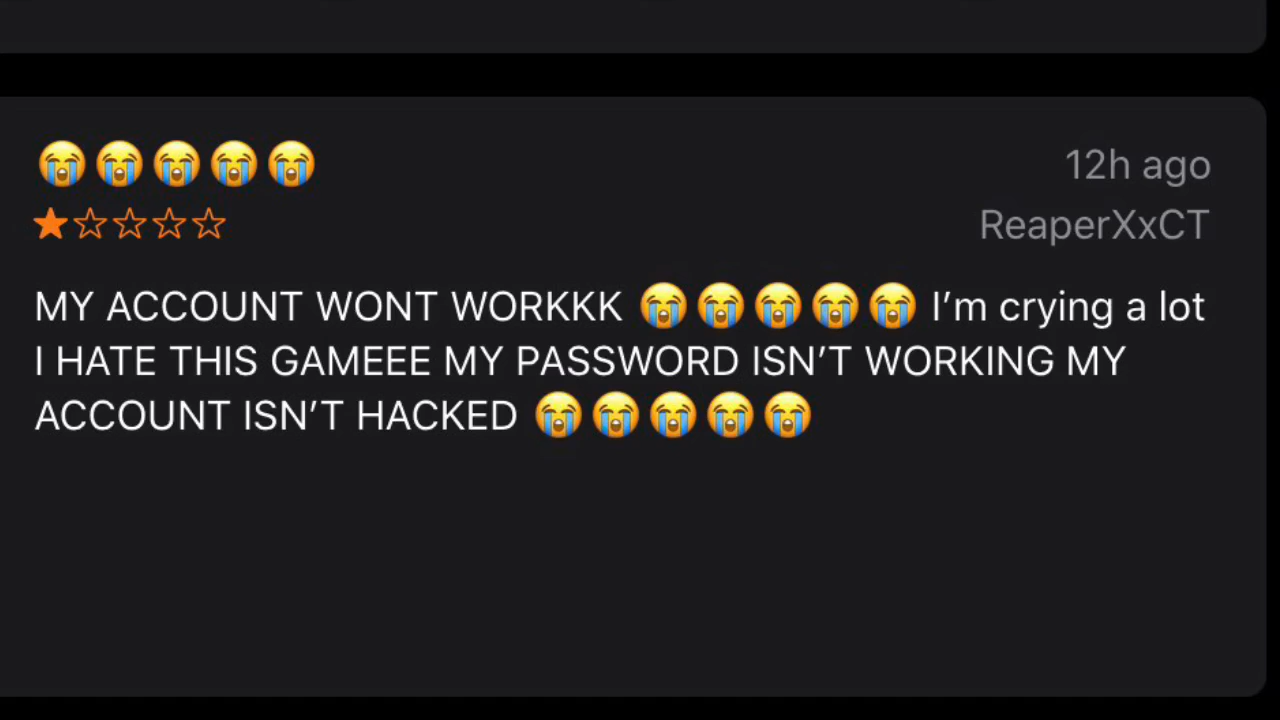 😭😭😭😭😭
12h ago
★☆☆☆☆
ReaperXxCT
MY ACCOUNT WONT WORKKK 😭😭😭😭😭 I’m crying a lot
I HATE THIS GAMEEE MY PASSWORD ISN’T WORKING MY
ACCOUNT ISN’T HACKED 😭😭😭😭😭